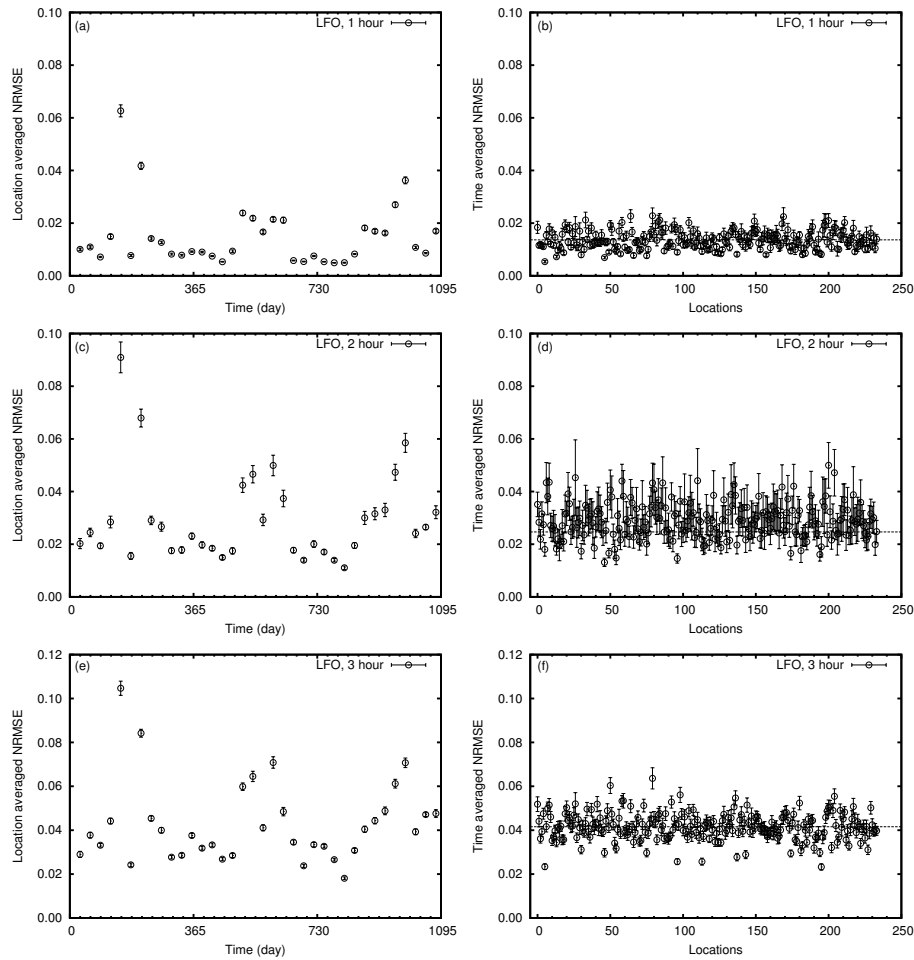 (a)
LFO, 1 hour
Location averaged NRMSE
0.10
0.08
0.06
0.04
0.02
0.00
0
365
730
1095
Time (day)
(b)
LFO, 1 hour
Time averaged NRMSE
0.10
0.08
0.06
0.04
0.02
0.00
0
50
100
150
200
250
Locations
(c)
LFO, 2 hour
Location averaged NRMSE
0.10
0.08
0.06
0.04
0.02
0.00
0
365
730
1095
Time (day)
(d)
LFO, 2 hour
Time averaged NRMSE
0.10
0.08
0.06
0.04
0.02
0.00
0
50
100
150
200
250
Locations
(e)
LFO, 3 hour
Location averaged NRMSE
0.12
0.10
0.08
0.06
0.04
0.02
0.00
0
365
730
1095
Time (day)
(f)
LFO, 3 hour
Time averaged NRMSE
0.12
0.10
0.08
0.06
0.04
0.02
0.00
0
50
100
150
200
250
Locations